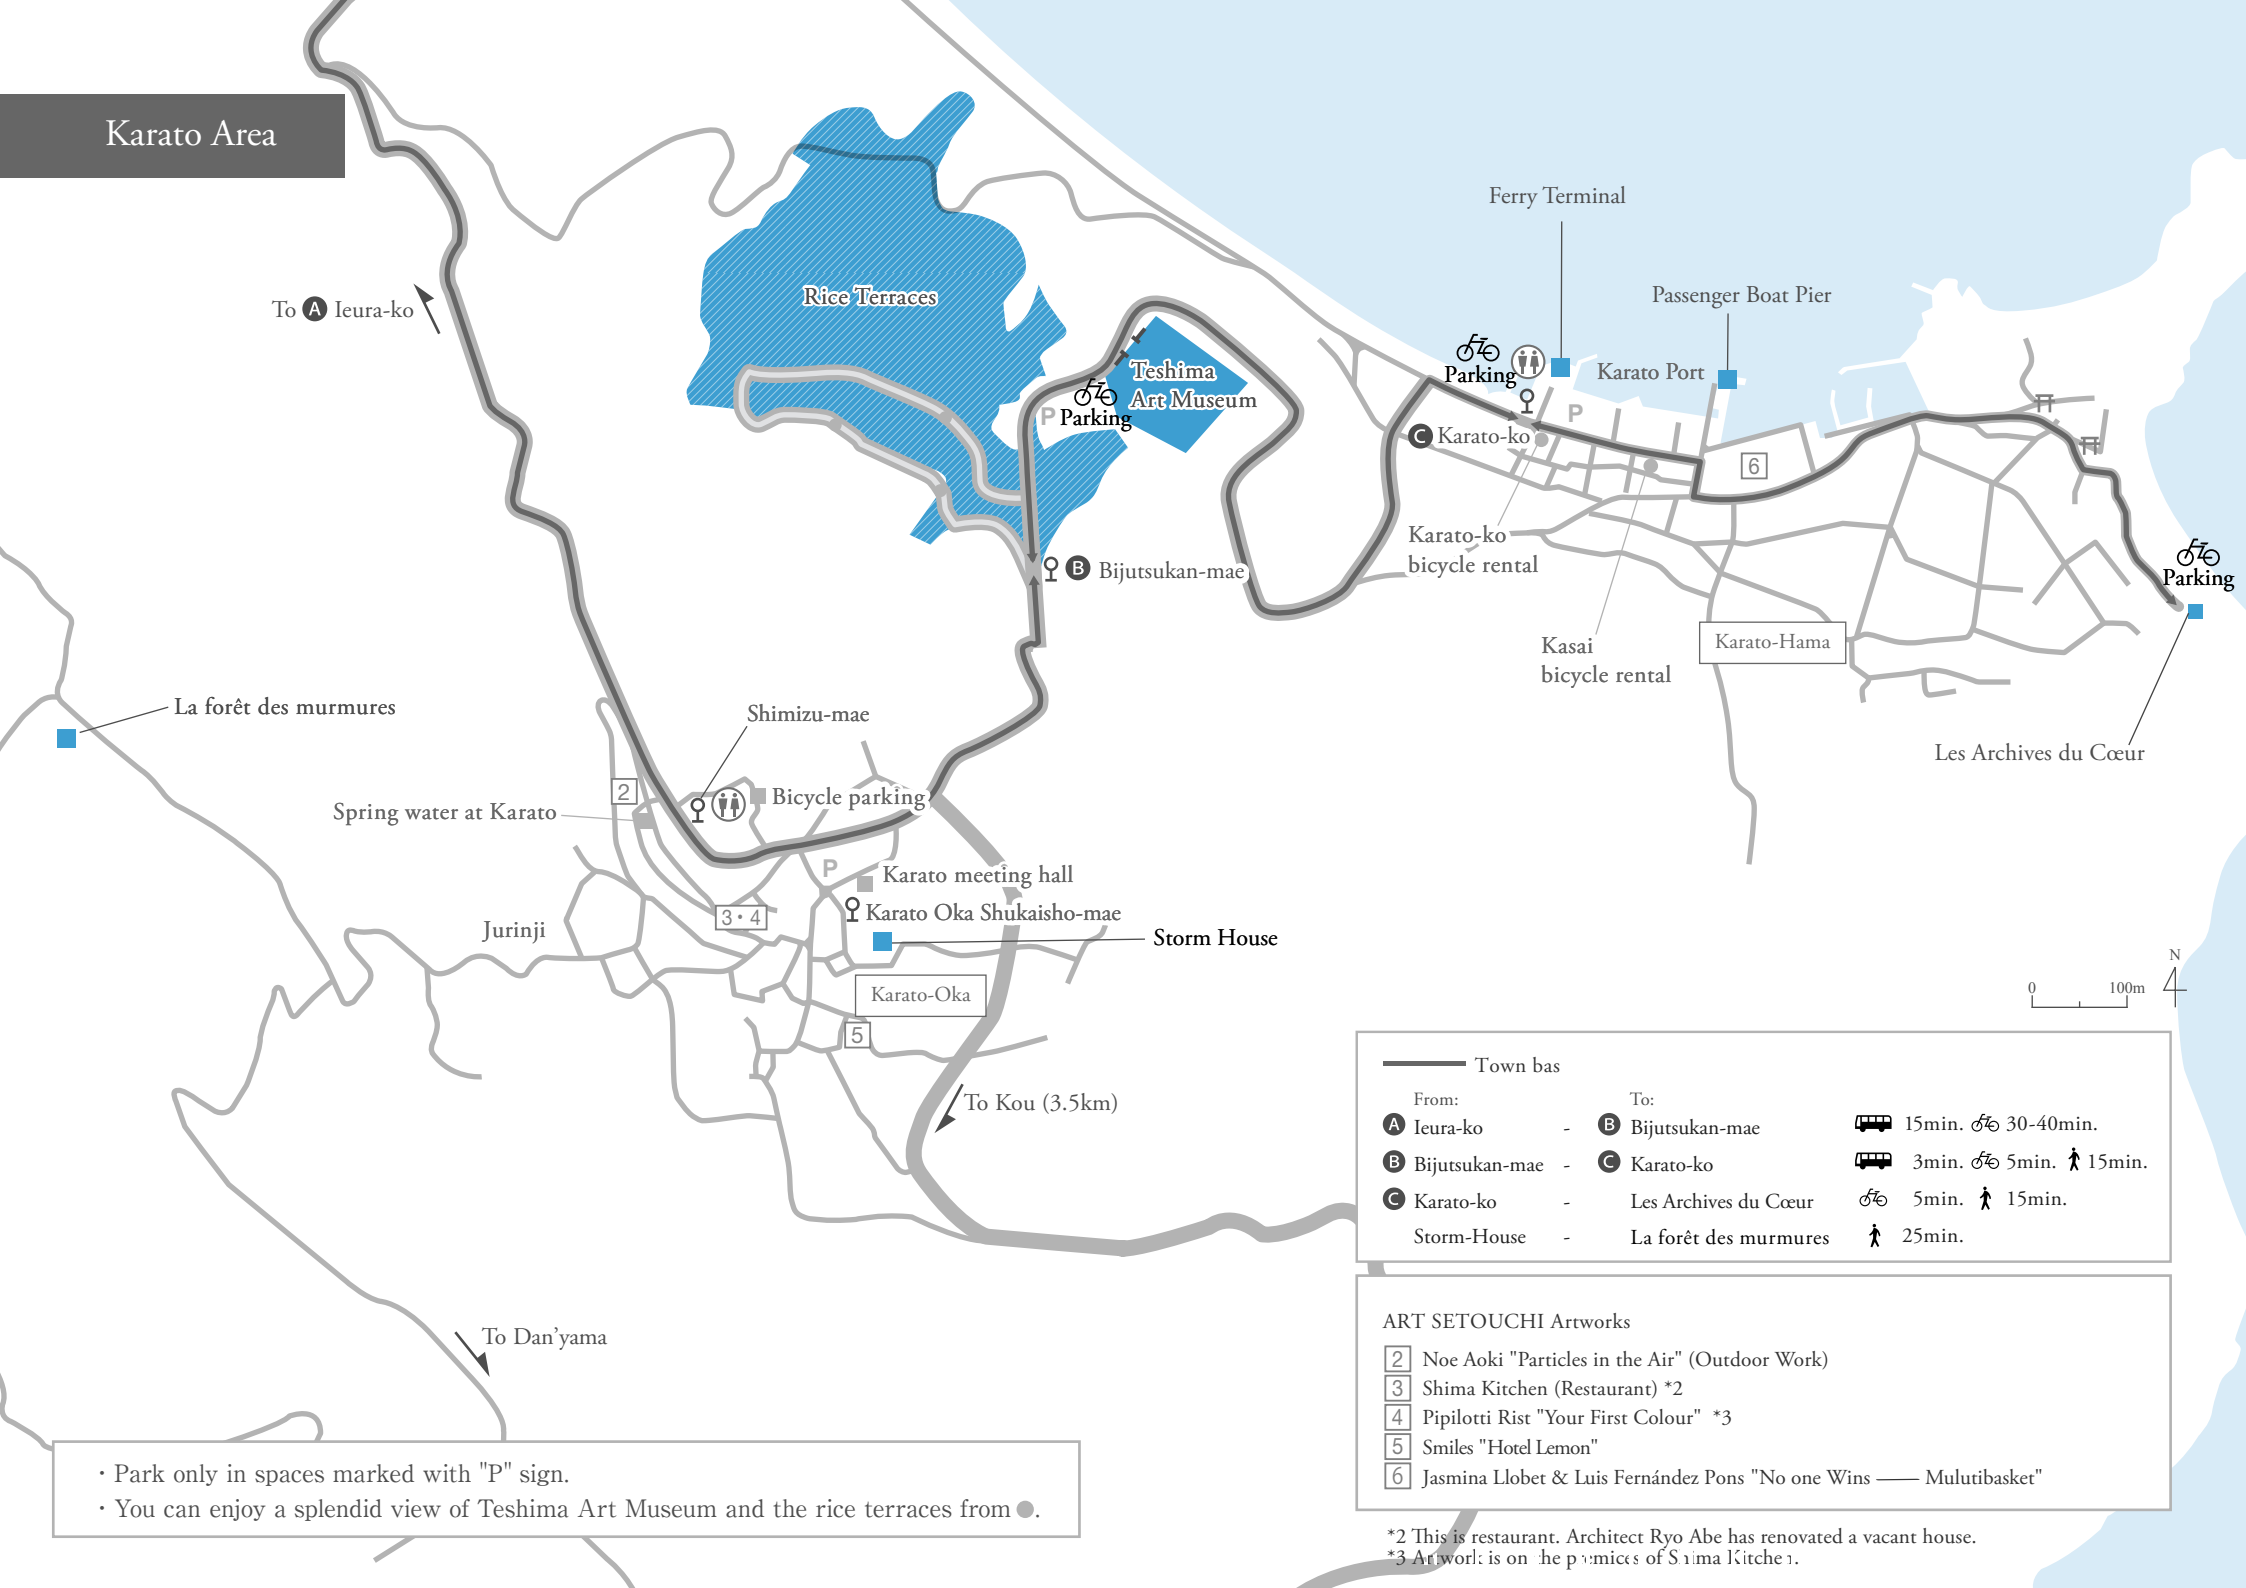 Karato Area
Ferry Terminal
Passenger Boat Pier
To A Ieura-ko
Rice Terraces
Parking
Karato Port
Teshima
Art Museum
P
Parking
P
C Karato-ko
6
B Bijutsukan-mae
Karato-ko
bicycle rental
Parking
Kasai
bicycle rental
Karato-Hama
La forêt des murmures
Shimizu-mae
Les Archives du Cœur
2
Bicycle parking
Spring water at Karato
P
Karato meeting hall
3・4
Karato Oka Shukaisho-mae
Jurinji
Storm House
Karato-Oka
5
N
0 100m
To Kou (3.5km)
To Dan'yama
Town bas
From: To:
A Ieura-ko - B Bijutsukan-mae 15min. 30-40min.
B Bijutsukan-mae - C Karato-ko 3min. 5min. 15min.
C Karato-ko - Les Archives du Cœur 5min. 15min.
Storm-House - La forêt des murmures 25min.
ART SETOUCHI Artworks
2 Noe Aoki "Particles in the Air" (Outdoor Work)
3 Shima Kitchen (Restaurant) *2
4 Pipilotti Rist "Your First Colour" *3
5 Smiles "Hotel Lemon"
6 Jasmina Llobet & Luis Fernández Pons "No one Wins —— Mulutibasket"
・Park only in spaces marked with "P" sign.
・You can enjoy a splendid view of Teshima Art Museum and the rice terraces from ●.
*2 This is restaurant. Architect Ryo Abe has renovated a vacant house.
*3 Artwork is on the premices of Shima Kitchen.